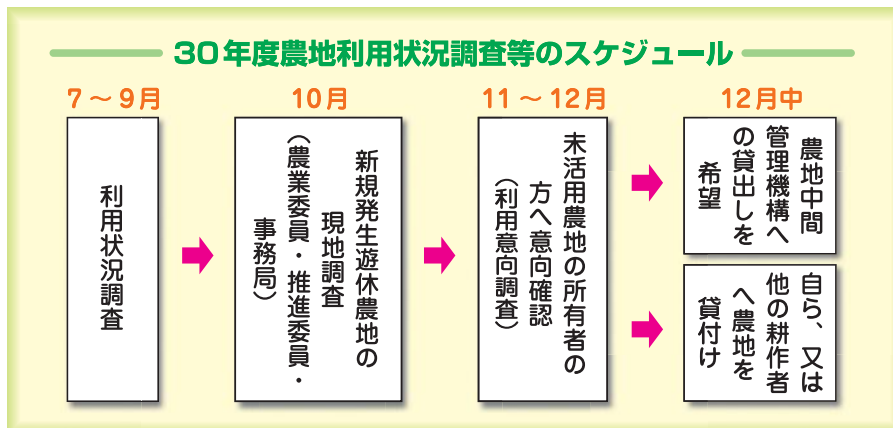 30年度農地利用状況調査等のスケジュール
7～9月
利用状況調査
10月
新規発生遊休農地の
現地調査
（農業委員・推進委員・
事務局）
11～12月
未活用農地の所有者の
方へ意向確認
（利用意向調査）
12月中
農地中間
管理機構へ
の貸出しを
希望
自ら、又は
他の耕作者
へ農地を
貸付け